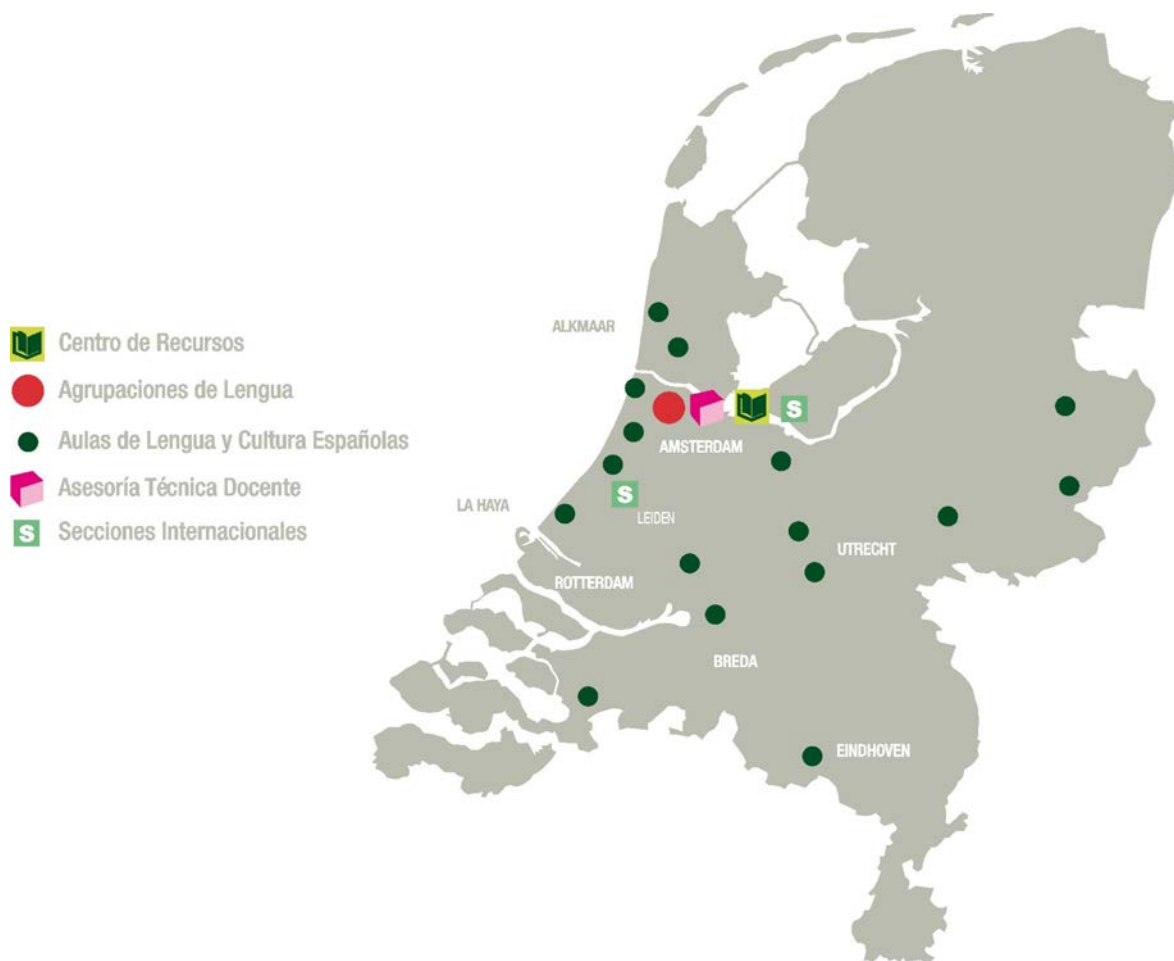 Centro de Recursos
Agrupaciones de Lengua
Aulas de Lengua y Cultura Españolas
Asesoría Técnica Docente
S Secciones Internacionales
ALKMAAR
S
AMSTERDAM
S
LA HAYA
LEIDEN
UTRECHT
ROTTERDAM
BREDA
EINDHOVEN